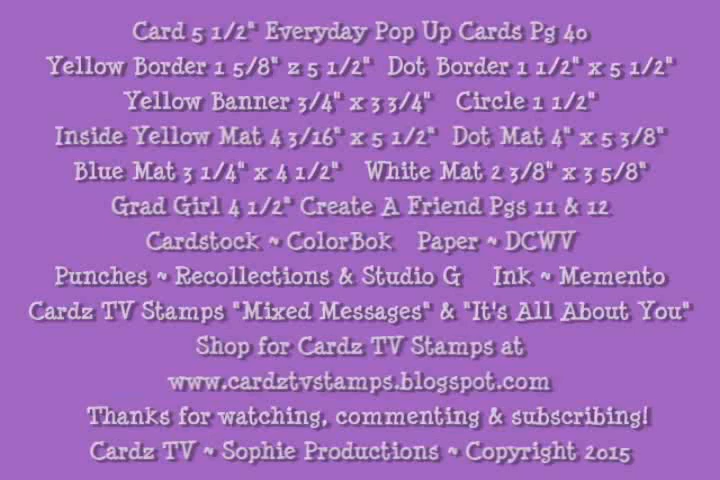 Card 5 1/2" Everyday Pop Up Cards Pg 40
Yellow Border 1 5/8" z 5 1/2" Dot Border 1 1/2" x 5 1/2"
Yellow Banner 3/4" x 3 3/4" Circle 1 1/2"
Inside Yellow Mat 4 3/16" x 5 1/2" Dot Mat 4" x 5 3/8"
Blue Mat 3 1/4" x 4 1/2" White Mat 2 3/8" x 3 5/8"
Grad Girl 4 1/2" Create A Friend Pgs 11 & 12
Cardstock ~ ColorBok Paper ~ DCWV
Punches ~ Recollections & Studio G Ink ~ Memento
Cardz TV Stamps "Mixed Messages" & "It's All About You"
Shop for Cardz TV Stamps at
www.cardztvstamps.blogspot.com
Thanks for watching, commenting & subscribing!
Cardz TV ~ Sophie Productions ~ Copyright 2015